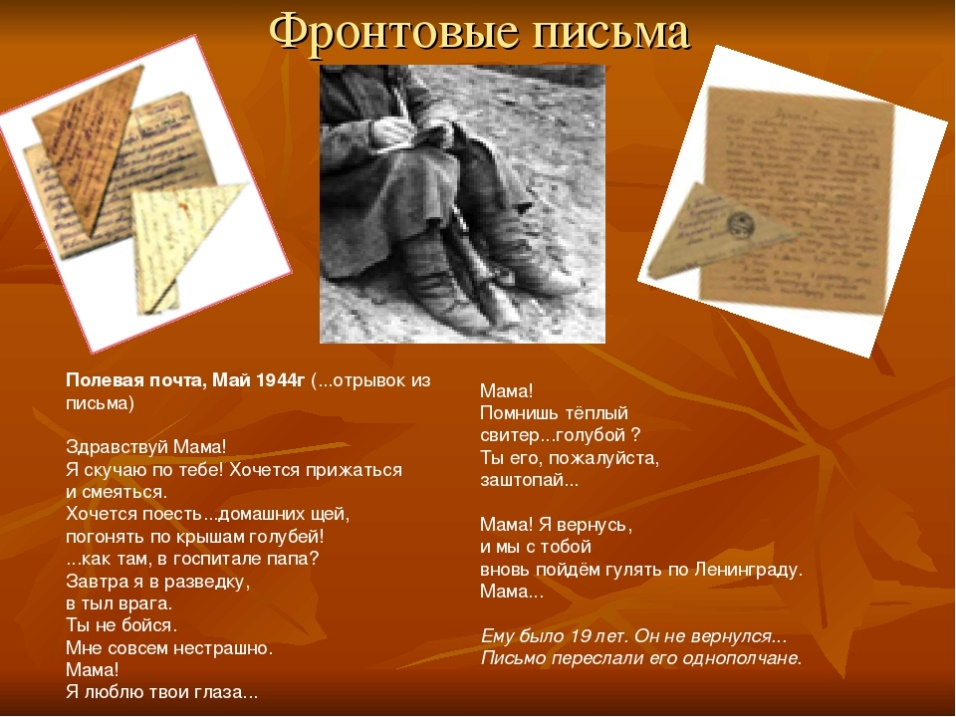 Фронтовые письма
Полевая почта, Май 1944г (...отрывок из
письма)
Здравствуй Мама!
Я скучаю по тебе! Хочется прижаться
и смеяться.
Хочется поесть...домашних щей,
погонять по крышам голубей!
...как там, в госпитале папа?
Завтра я в разведку,
в тыл врага.
Ты не бойся.
Мне совсем нестрашно.
Мама!
Я люблю твои глаза...
Мама!
Помнишь тёплый
свитер...голубой ?
Ты его, пожалуйста,
заштопай...
Мама! Я вернусь,
и мы с тобой
вновь пойдём гулять по Ленинграду.
Мама...
Ему было 19 лет. Он не вернулся...
Письмо переслали его однополчане.